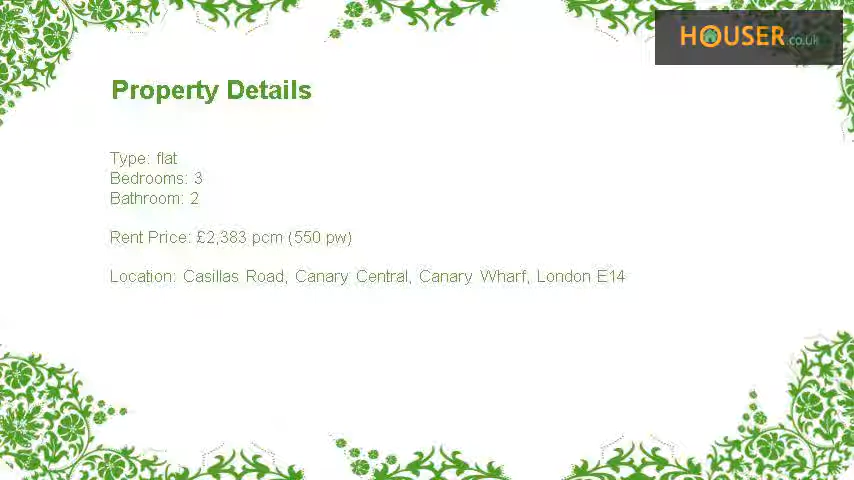 HOUSER.co.uk
Property Details
Type: flat
Bedrooms: 3
Bathroom: 2
Rent Price: £2,383 pcm (550 pw)
Location: Casillas Road, Canary Central, Canary Wharf, London E14